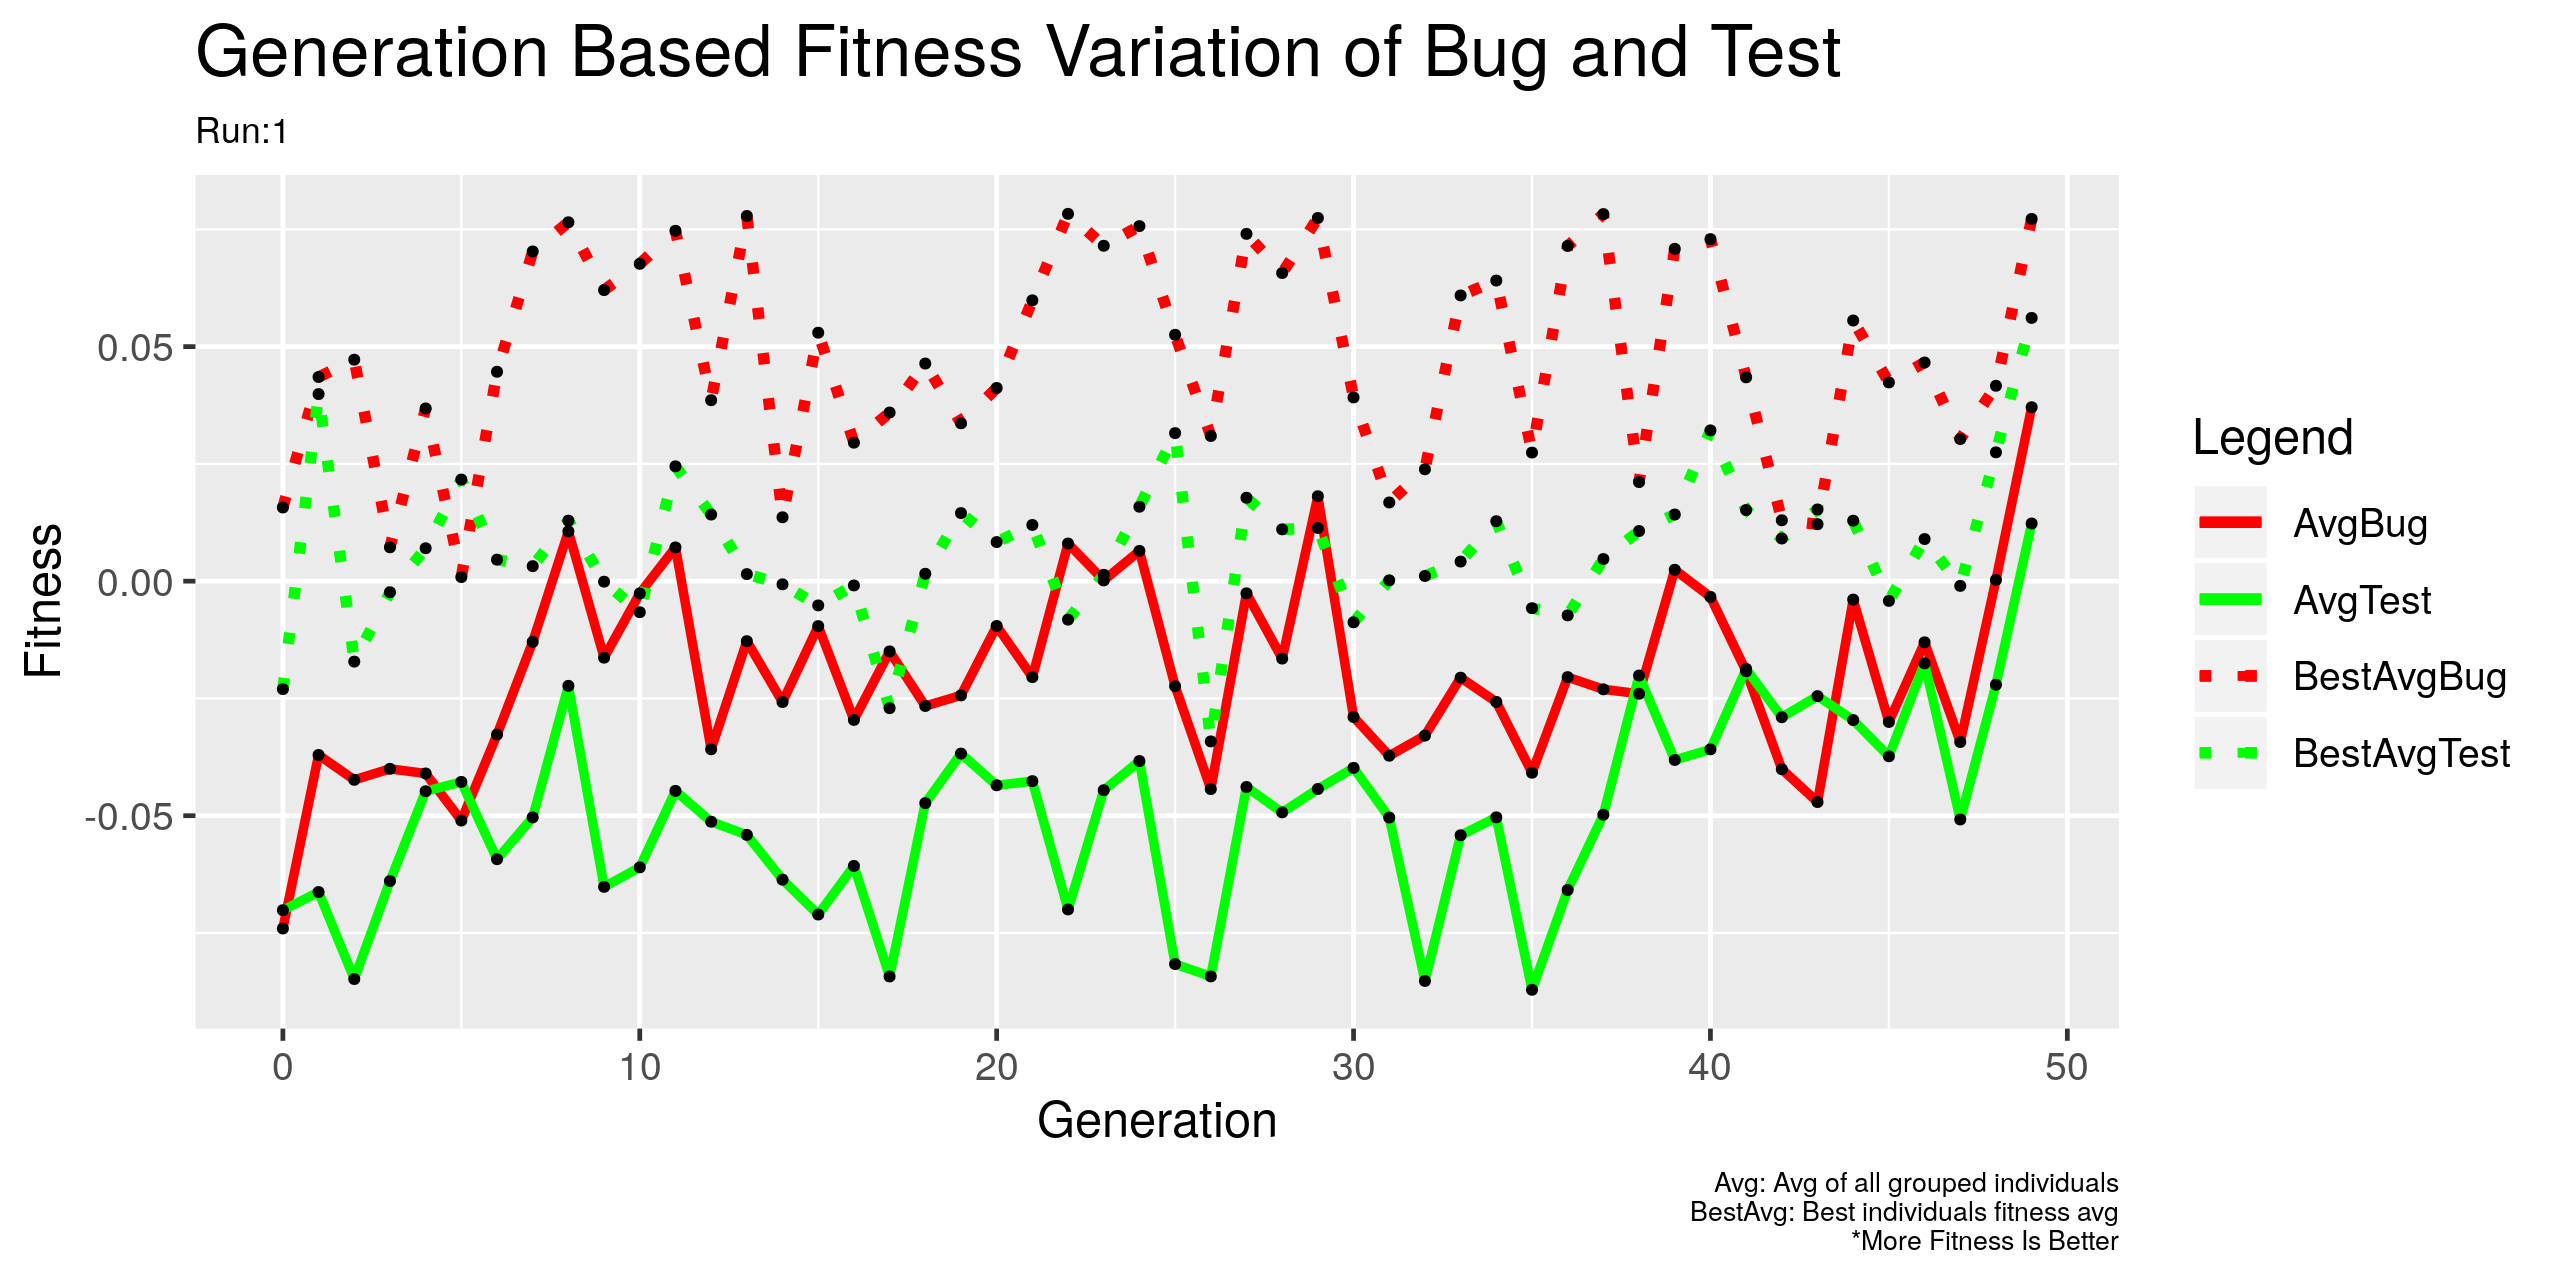 Generation Based Fitness Variation of Bug and Test
Run:1
Fitness
0.05
0.00
-0.05
0
10
20
30
40
50
Generation
Legend
AvgBug
AvgTest
BestAvgBug
BestAvgTest
Avg: Avg of all grouped individuals
BestAvg: Best individuals fitness avg
*More Fitness Is Better